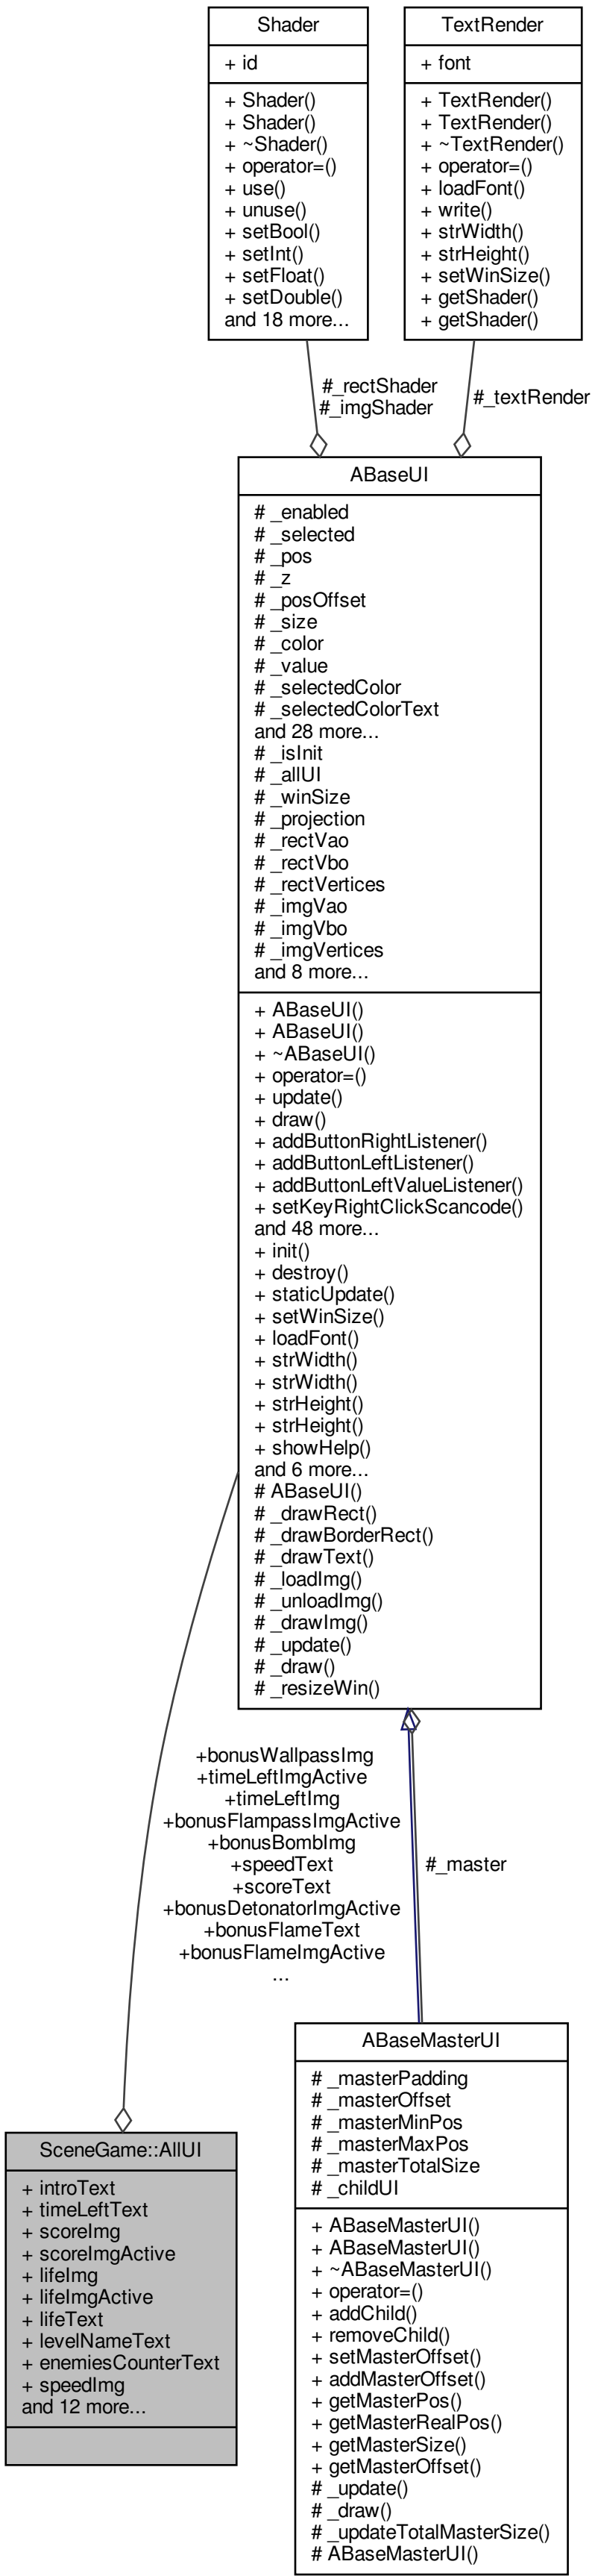 Shader
+ id
+ Shader()
+ Shader()
+ ~Shader()
+ operator=()
+ use()
+ unuse()
+ setBool()
+ setInt()
+ setFloat()
+ setDouble()
and 18 more...
TextRender
+ font
+ TextRender()
+ TextRender()
+ ~TextRender()
+ operator=()
+ loadFont()
+ write()
+ strWidth()
+ strHeight()
+ setWinSize()
+ getShader()
+ getShader()
#_rectShader
#_imgShader
#_textRender
ABaseUI
# _enabled
# _selected
# _pos
# _z
# _posOffset
# _size
# _color
# _value
# _selectedColor
# _selectedColorText
and 28 more...
# _isInit
# _allUI
# _winSize
# _projection
# _rectVao
# _rectVbo
# _rectVertices
# _imgVao
# _imgVbo
# _imgVertices
and 8 more...
+ ABaseUI()
+ ABaseUI()
+ ~ABaseUI()
+ operator=()
+ update()
+ draw()
+ addButtonRightListener()
+ addButtonLeftListener()
+ addButtonLeftValueListener()
+ setKeyRightClickScancode()
and 48 more...
+ init()
+ destroy()
+ staticUpdate()
+ setWinSize()
+ loadFont()
+ strWidth()
+ strWidth()
+ strHeight()
+ strHeight()
+ showHelp()
and 6 more...
# ABaseUI()
# _drawRect()
# _drawBorderRect()
# _drawText()
# _loadImg()
# _unloadImg()
# _drawImg()
# _update()
# _draw()
# _resizeWin()
+bonusWallpassImg
+timeLeftImgActive
+timeLeftImg
+bonusFlampassImgActive
+bonusBombImg
+speedText
+scoreText
+bonusDetonatorImgActive
+bonusFlameText
+bonusFlameImgActive
...
#_master
SceneGame::AllUI
+ introText
+ timeLeftText
+ scoreImg
+ scoreImgActive
+ lifeImg
+ lifeImgActive
+ lifeText
+ levelNameText
+ enemiesCounterText
+ speedImg
and 12 more...
ABaseMasterUI
# _masterPadding
# _masterOffset
# _masterMinPos
# _masterMaxPos
# _masterTotalSize
# _childUI
+ ABaseMasterUI()
+ ABaseMasterUI()
+ ~ABaseMasterUI()
+ operator=()
+ addChild()
+ removeChild()
+ setMasterOffset()
+ addMasterOffset()
+ getMasterPos()
+ getMasterRealPos()
+ getMasterSize()
+ getMasterOffset()
# _update()
# _draw()
# _updateTotalMasterSize()
# ABaseMasterUI()